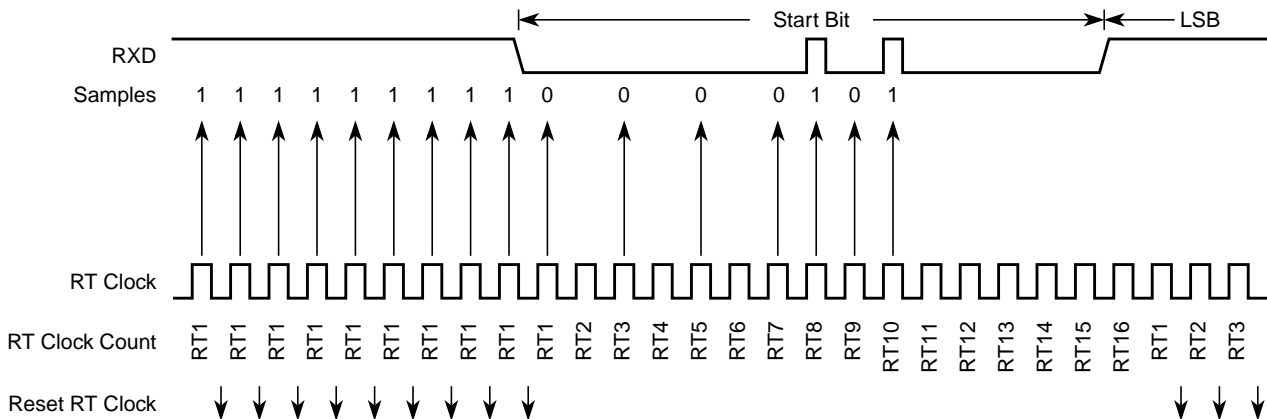 Start Bit LSB
RXD
Samples 1 1 1 1 1 1 1 1 1 0 0 0 0 1 0 1
RT Clock
RT Clock Count RT1 RT1 RT1 RT1 RT1 RT1 RT1 RT1 RT1 RT1 RT2 RT3 RT4 RT5 RT6 RT7 RT8 RT9 RT10 RT11 RT12 RT13 RT14 RT15 RT16 RT1 RT2 RT3
Reset RT Clock